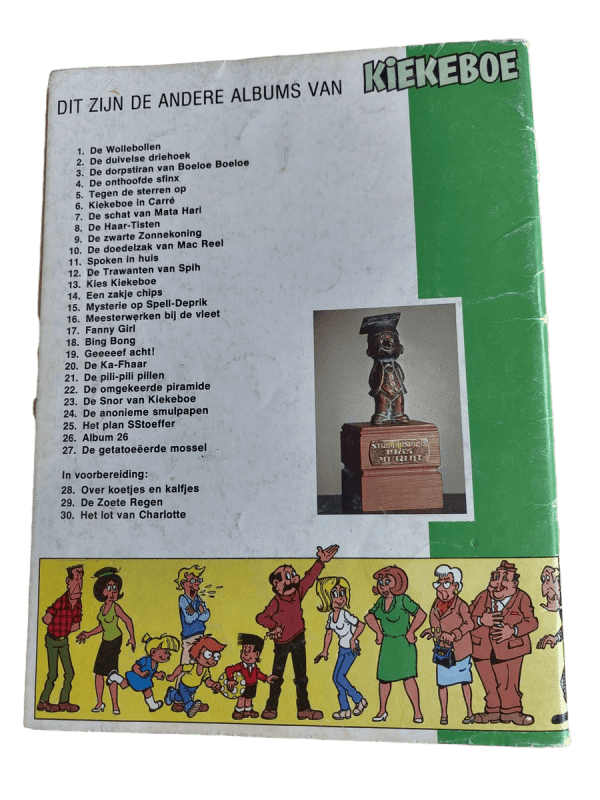 DIT ZIJN DE ANDERE ALBUMS VAN KIEKEBOE
1. De Wollebollen
2. De duivelse driehoek
3. De dorpstiran van Boeloe Boeloe
4. De onthoofde sfinx
5. Tegen de sterren op
6. Kiekeboe in Carré
7. De schat van Mata Hari
8. De Haar-Tisten
9. De zwarte Zonnekoning
10. De doedelzak van Mac Reel
11. Spoken in huis
12. De Trawanten van Spih
13. Kies Kiekeboe
14. Een zakje chips
15. Mysterie op Spell-Deprik
16. Meesterwerken bij de vleet
17. Fanny Girl
18. Bing Bong
19. Geeeeef acht!
20. De Ka-Fhaar
21. De pili-pili pillen
22. De omgekeerde piramide
23. De Snor van Kiekeboe
24. De anonieme smulpapen
25. Het plan SStoeffer
26. Album 26
27. De getatoeëerde mossel
In voorbereiding:
28. Over koetjes en kalfjes
29. De Zoete Regen
30. Het lot van Charlotte